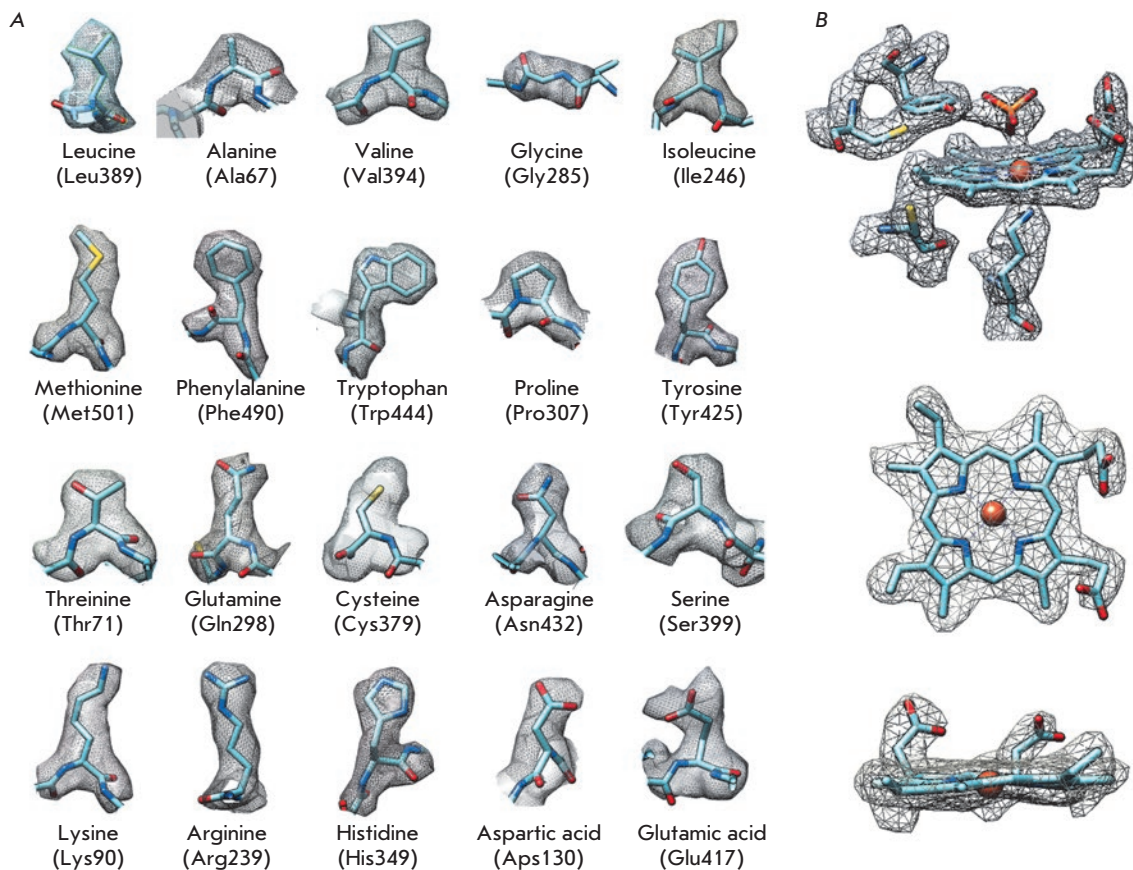 A
B
Leucine
(Leu389)
Alanine
(Ala67)
Valine
(Val394)
Glycine
(Gly285)
Isoleucine
(Ile246)
Methionine
(Met501)
Phenylalanine
(Phe490)
Tryptophan
(Trp444)
Proline
(Pro307)
Tyrosine
(Tyr425)
Threinine
(Thr71)
Glutamine
(Gln298)
Cysteine
(Cys379)
Asparagine
(Asn432)
Serine
(Ser399)
Lysine
(Lys90)
Arginine
(Arg239)
Histidine
(His349)
Aspartic acid
(Aps130)
Glutamic acid
(Glu417)